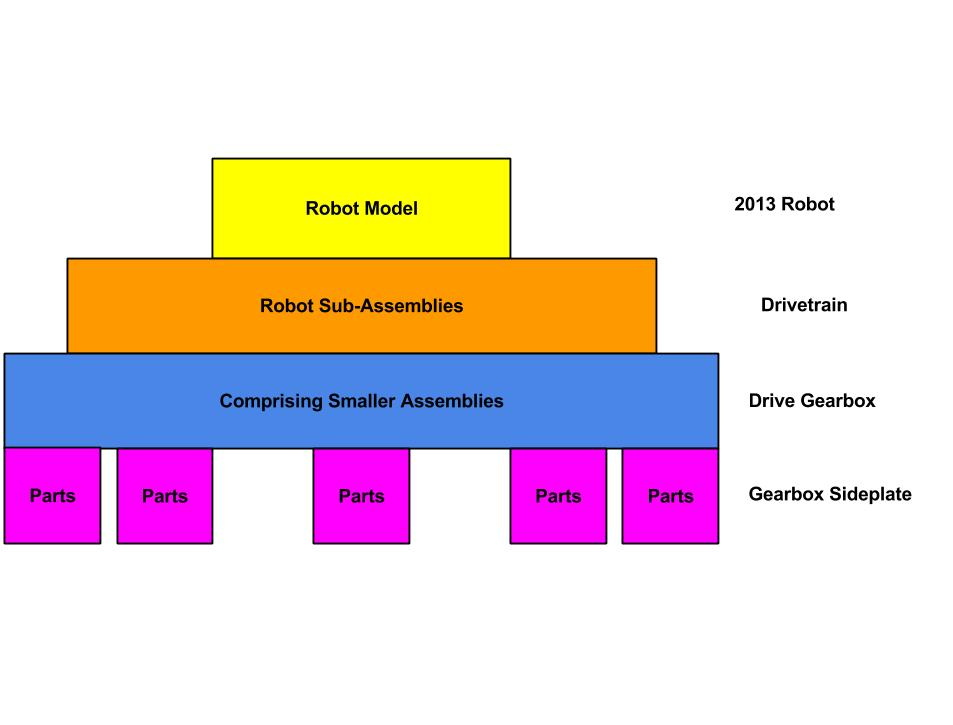 Robot Model
2013 Robot
Robot Sub-Assemblies
Drivetrain
Comprising Smaller Assemblies
Drive Gearbox
Parts
Parts
Parts
Parts
Parts
Gearbox Sideplate